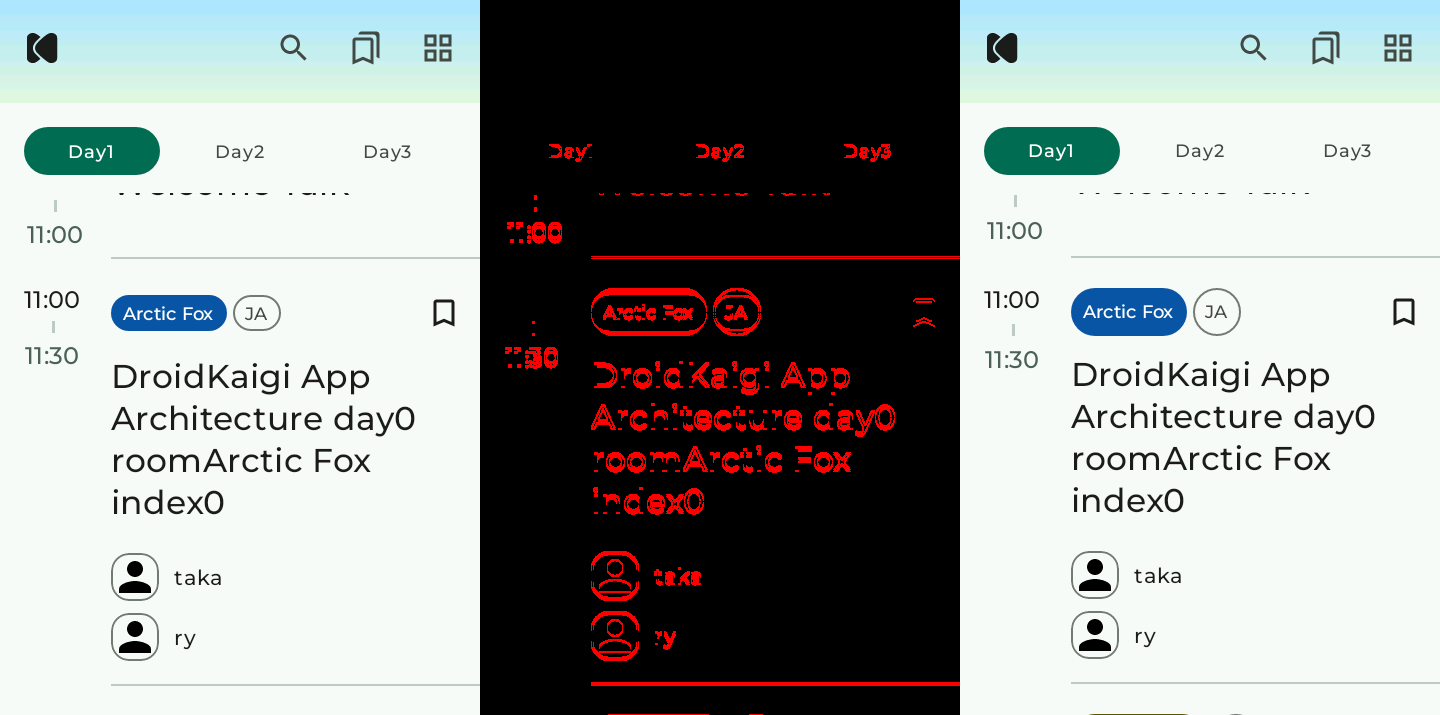 Day1 Day2 Day3
Welcome Talk
11:00
11:00 Arctic Fox JA
11:30
DroidKaigi App
Architecture day0
roomArctic Fox
index0
taka
ry
Day1 Day2 Day3
Welcome Talk
11:00
Arctic Fox JA
11:30
DroidKaigi App
Architecture day0
roomArctic Fox
index0
taka
ry
Day1 Day2 Day3
Welcome Talk
11:00
11:00 Arctic Fox JA
11:30
DroidKaigi App
Architecture day0
roomArctic Fox
index0
taka
ry